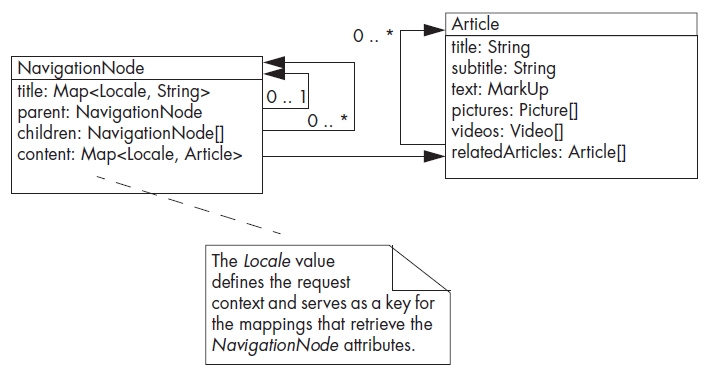 NavigationNode
title: Map<Locale, String>
parent: NavigationNode
children: NavigationNode[]
content: Map<Locale, Article>
0 .. 1
0 .. *
0 .. *
Article
title: String
subtitle: String
text: MarkUp
pictures: Picture[]
videos: Video[]
relatedArticles: Article[]
The Locale value
defines the request
context and serves as a key for
the mappings that retrieve the
NavigationNode attributes.